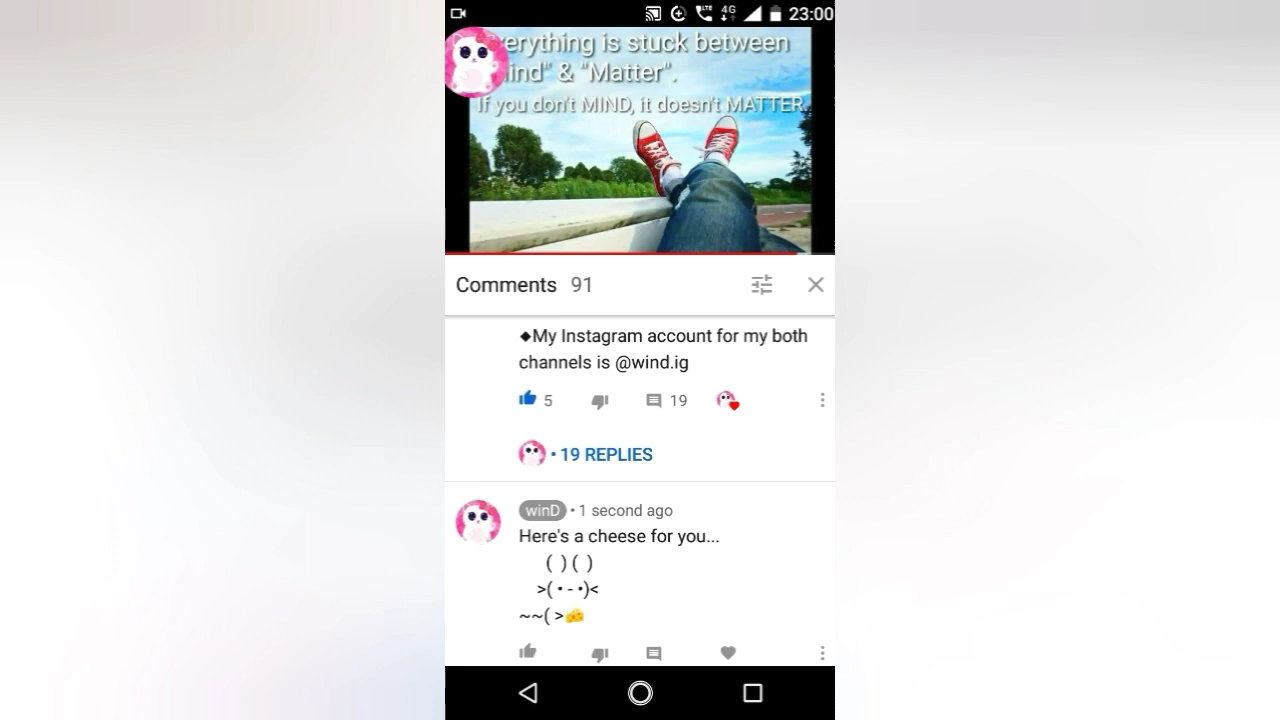 4G 23:00
erything is stuck between
ind" & "Matter".
If you don't MIND, it doesn't MATTER.
Comments 91
◆My Instagram account for my both
channels is @wind.ig
5 19
• 19 REPLIES
winD • 1 second ago
Here's a cheese for you...
( ) ( )
>( • - •)<
~~( >🧀